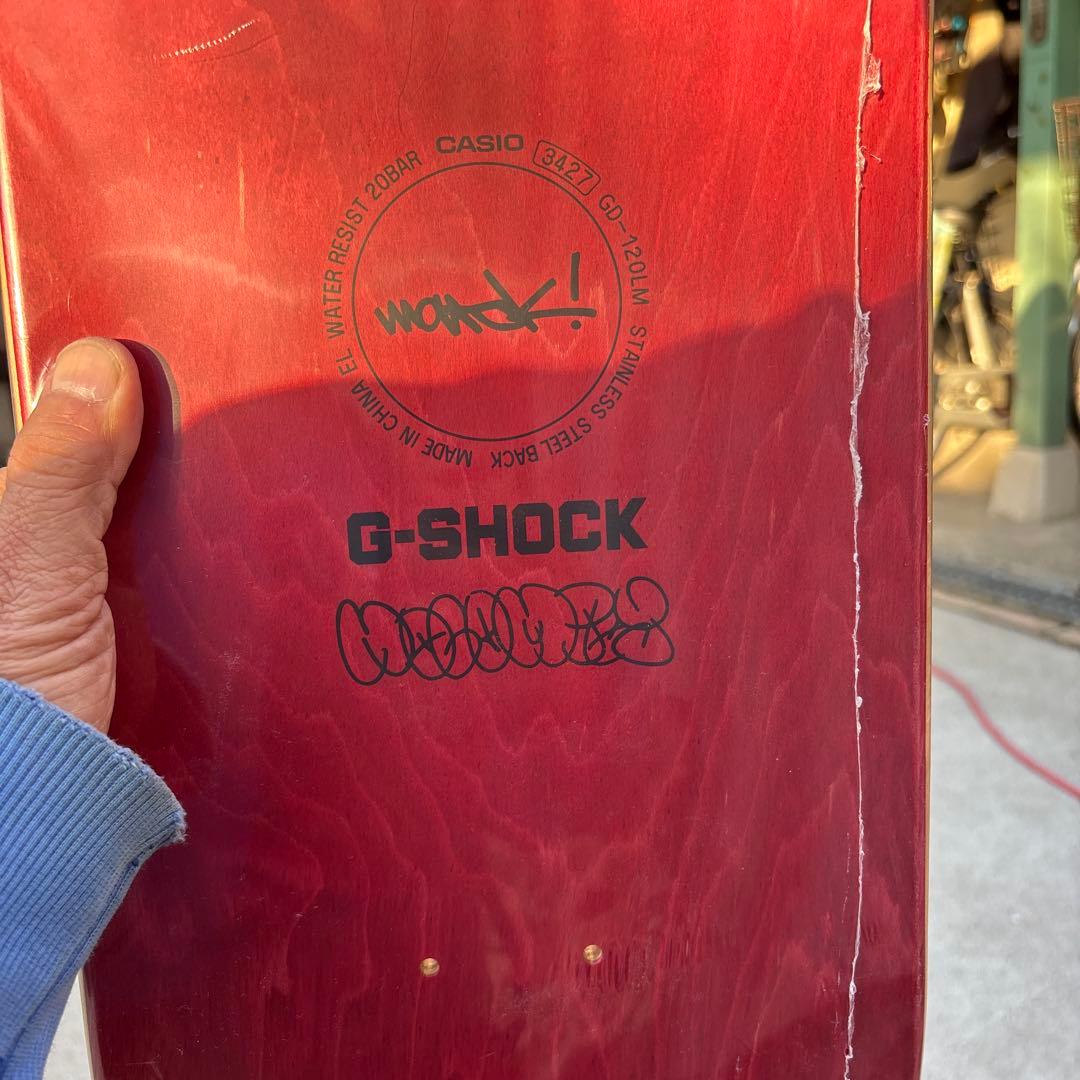 CASIO 3427 GD-120LM STAINLESS STEEL BACK MADE IN CHINA EL WATER RESIST 20BAR
G-SHOCK